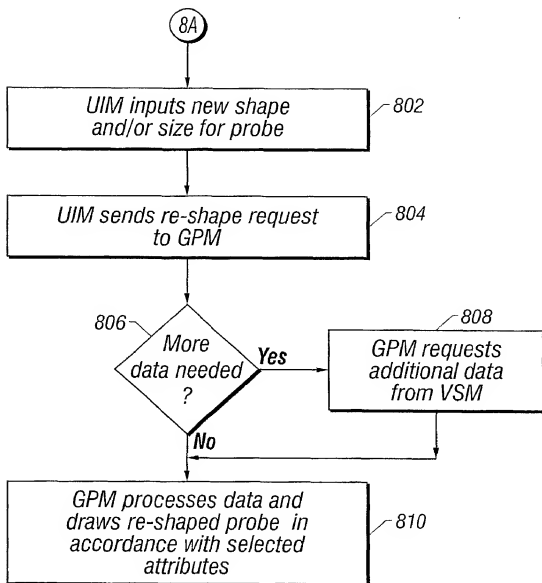 8A
UIM inputs new shape
and/or size for probe
802
UIM sends re-shape request
to GPM
804
806
More
data needed
?
Yes
No
808
GPM requests
additional data
from VSM
GPM processes data and
draws re-shaped probe in
accordance with selected
attributes
810